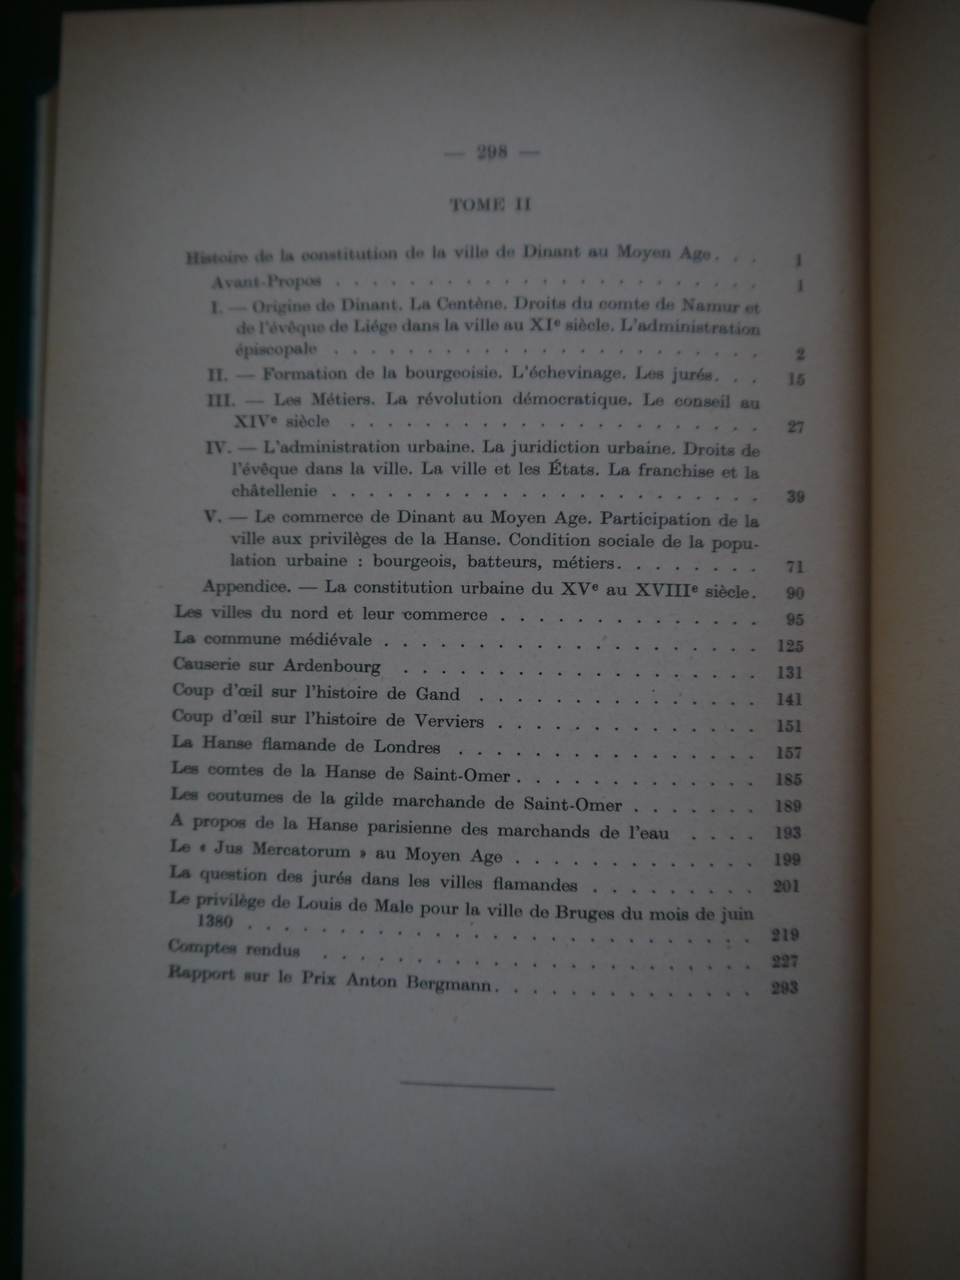 — 298 —
TOME II
Histoire de la constitution de la ville de Dinant au Moyen Age. . . 1
Avant-Propos . . . . . . . . . . . . . . . . . . . . . . . 1
I. — Origine de Dinant. La Centène. Droits du comte de Namur et
de l'évêque de Liége dans la ville au XIe siècle. L'administration
épiscopale . . . . . . . . . . . . . . . . . . . . . . . 2
II. — Formation de la bourgeoisie. L'échevinage. Les jurés. . . 15
III. — Les Métiers. La révolution démocratique. Le conseil au
XIVe siècle . . . . . . . . . . . . . . . . . . . . . . 27
IV. — L'administration urbaine. La juridiction urbaine. Droits de
l'évêque dans la ville. La ville et les États. La franchise et la
châtellenie . . . . . . . . . . . . . . . . . . . . . . . 39
V. — Le commerce de Dinant au Moyen Age. Participation de la
ville aux privilèges de la Hanse. Condition sociale de la popu-
lation urbaine : bourgeois, batteurs, métiers. . . . . . . . 71
Appendice. — La constitution urbaine du XVe au XVIIIe siècle. 90
Les villes du nord et leur commerce . . . . . . . . . . . . . . 95
La commune médiévale . . . . . . . . . . . . . . . . . . . . 125
Causerie sur Ardenbourg . . . . . . . . . . . . . . . . . . . 131
Coup d'œil sur l'histoire de Gand . . . . . . . . . . . . . . . 141
Coup d'œil sur l'histoire de Verviers . . . . . . . . . . . . . . 151
La Hanse flamande de Londres . . . . . . . . . . . . . . . . 157
Les comtes de la Hanse de Saint-Omer . . . . . . . . . . . . . 185
Les coutumes de la gilde marchande de Saint-Omer . . . . . . . 189
A propos de la Hanse parisienne des marchands de l'eau . . . . 193
Le « Jus Mercatorum » au Moyen Age . . . . . . . . . . . . . 199
La question des jurés dans les villes flamandes . . . . . . . . . 201
Le privilège de Louis de Male pour la ville de Bruges du mois de juin
1380 . . . . . . . . . . . . . . . . . . . . . . . . . . 219
Comptes rendus . . . . . . . . . . . . . . . . . . . . . . . 227
Rapport sur le Prix Anton Bergmann. . . . . . . . . . . . . . 293